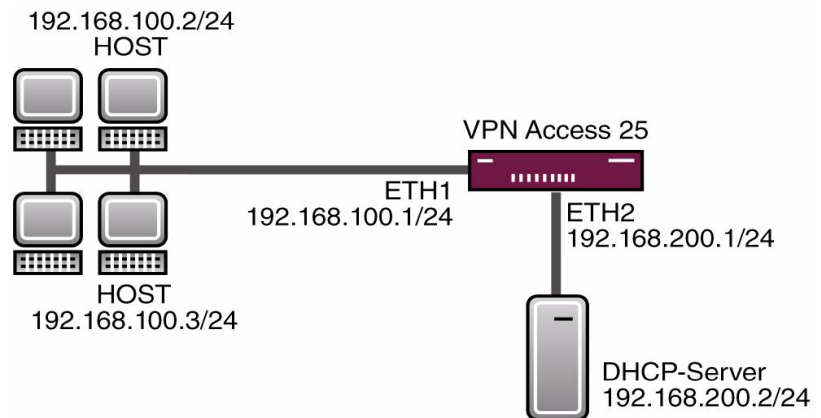 192.168.100.2/24
HOST
VPN Access 25
ETH1
192.168.100.1/24
ETH2
192.168.200.1/24
HOST
192.168.100.3/24
DHCP-Server
192.168.200.2/24